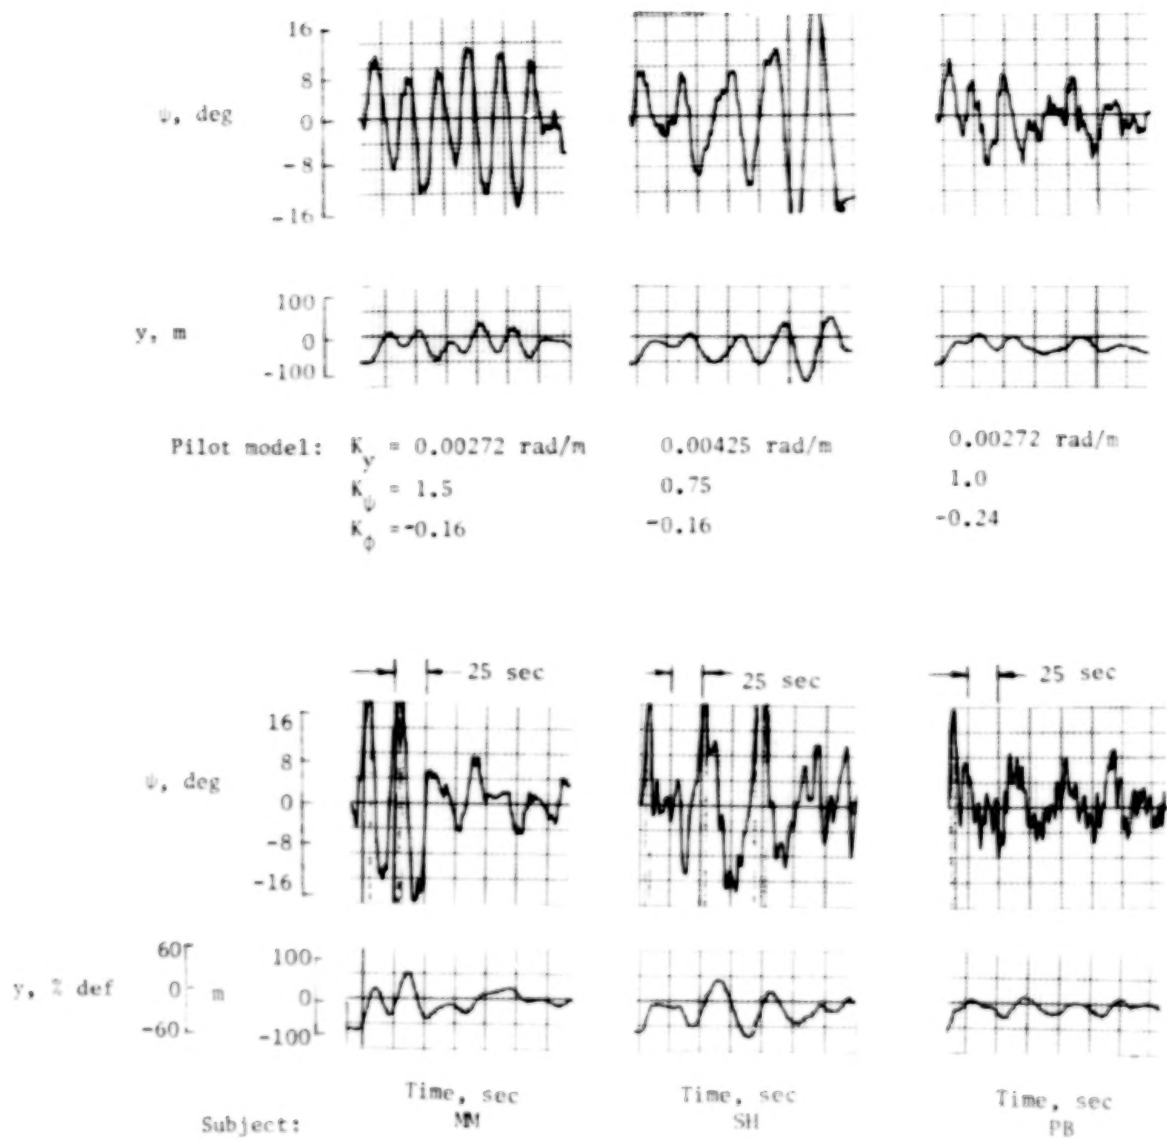 16
8
ψ, deg
0
-8
-16
100
y, m
0
-100
Pilot model: K_y = 0.00272 rad/m 0.00425 rad/m 0.00272 rad/m
K_ψ = 1.5 0.75 1.0
K_ϕ =-0.16 -0.16 -0.24
25 sec 25 sec 25 sec
16
8
ψ, deg
0
-8
-16
60 100
y, % def 0 m 0
-60 -100
Time, sec Time, sec Time, sec
Subject: MM SH PB